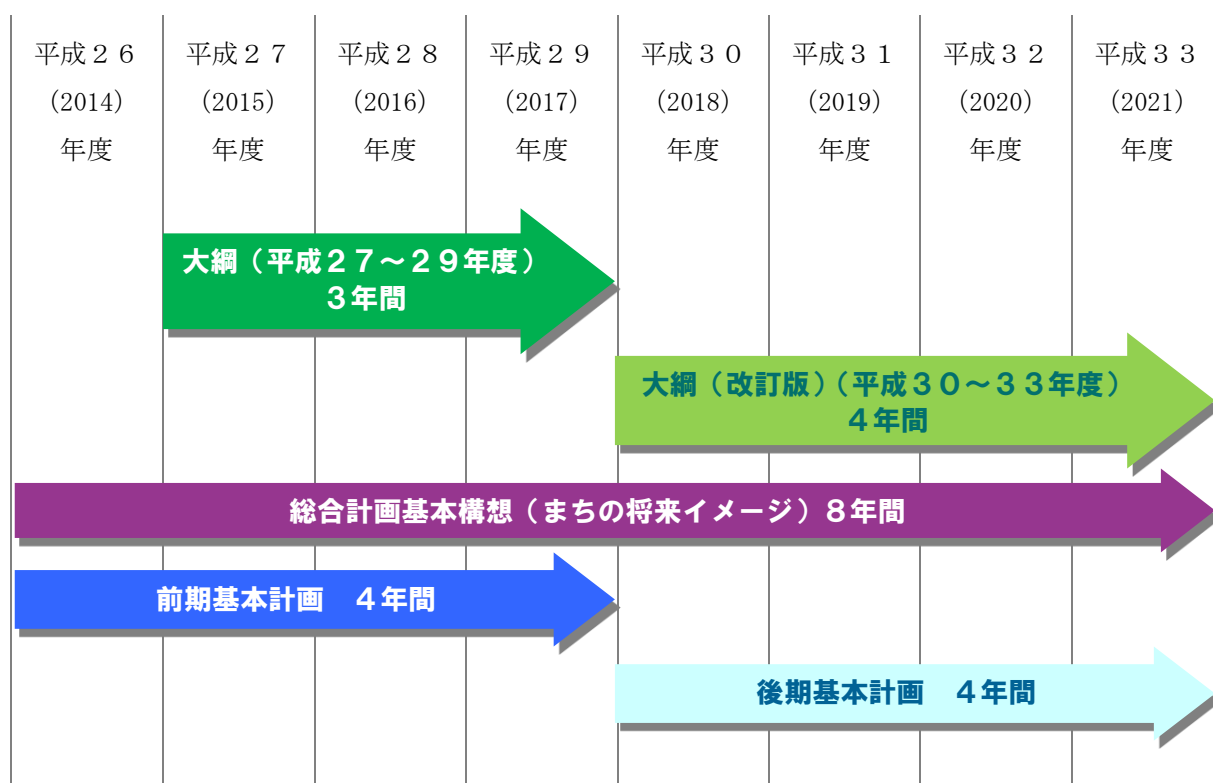 平成２６ 平成２７ 平成２８ 平成２９ 平成３０ 平成３１ 平成３２ 平成３３
(2014) (2015) (2016) (2017) (2018) (2019) (2020) (2021)
年度 年度 年度 年度 年度 年度 年度 年度
大綱（平成２７～２９年度）
３年間
大綱（改訂版）（平成３０～３３年度）
４年間
総合計画基本構想（まちの将来イメージ）８年間
前期基本計画　４年間
後期基本計画　４年間